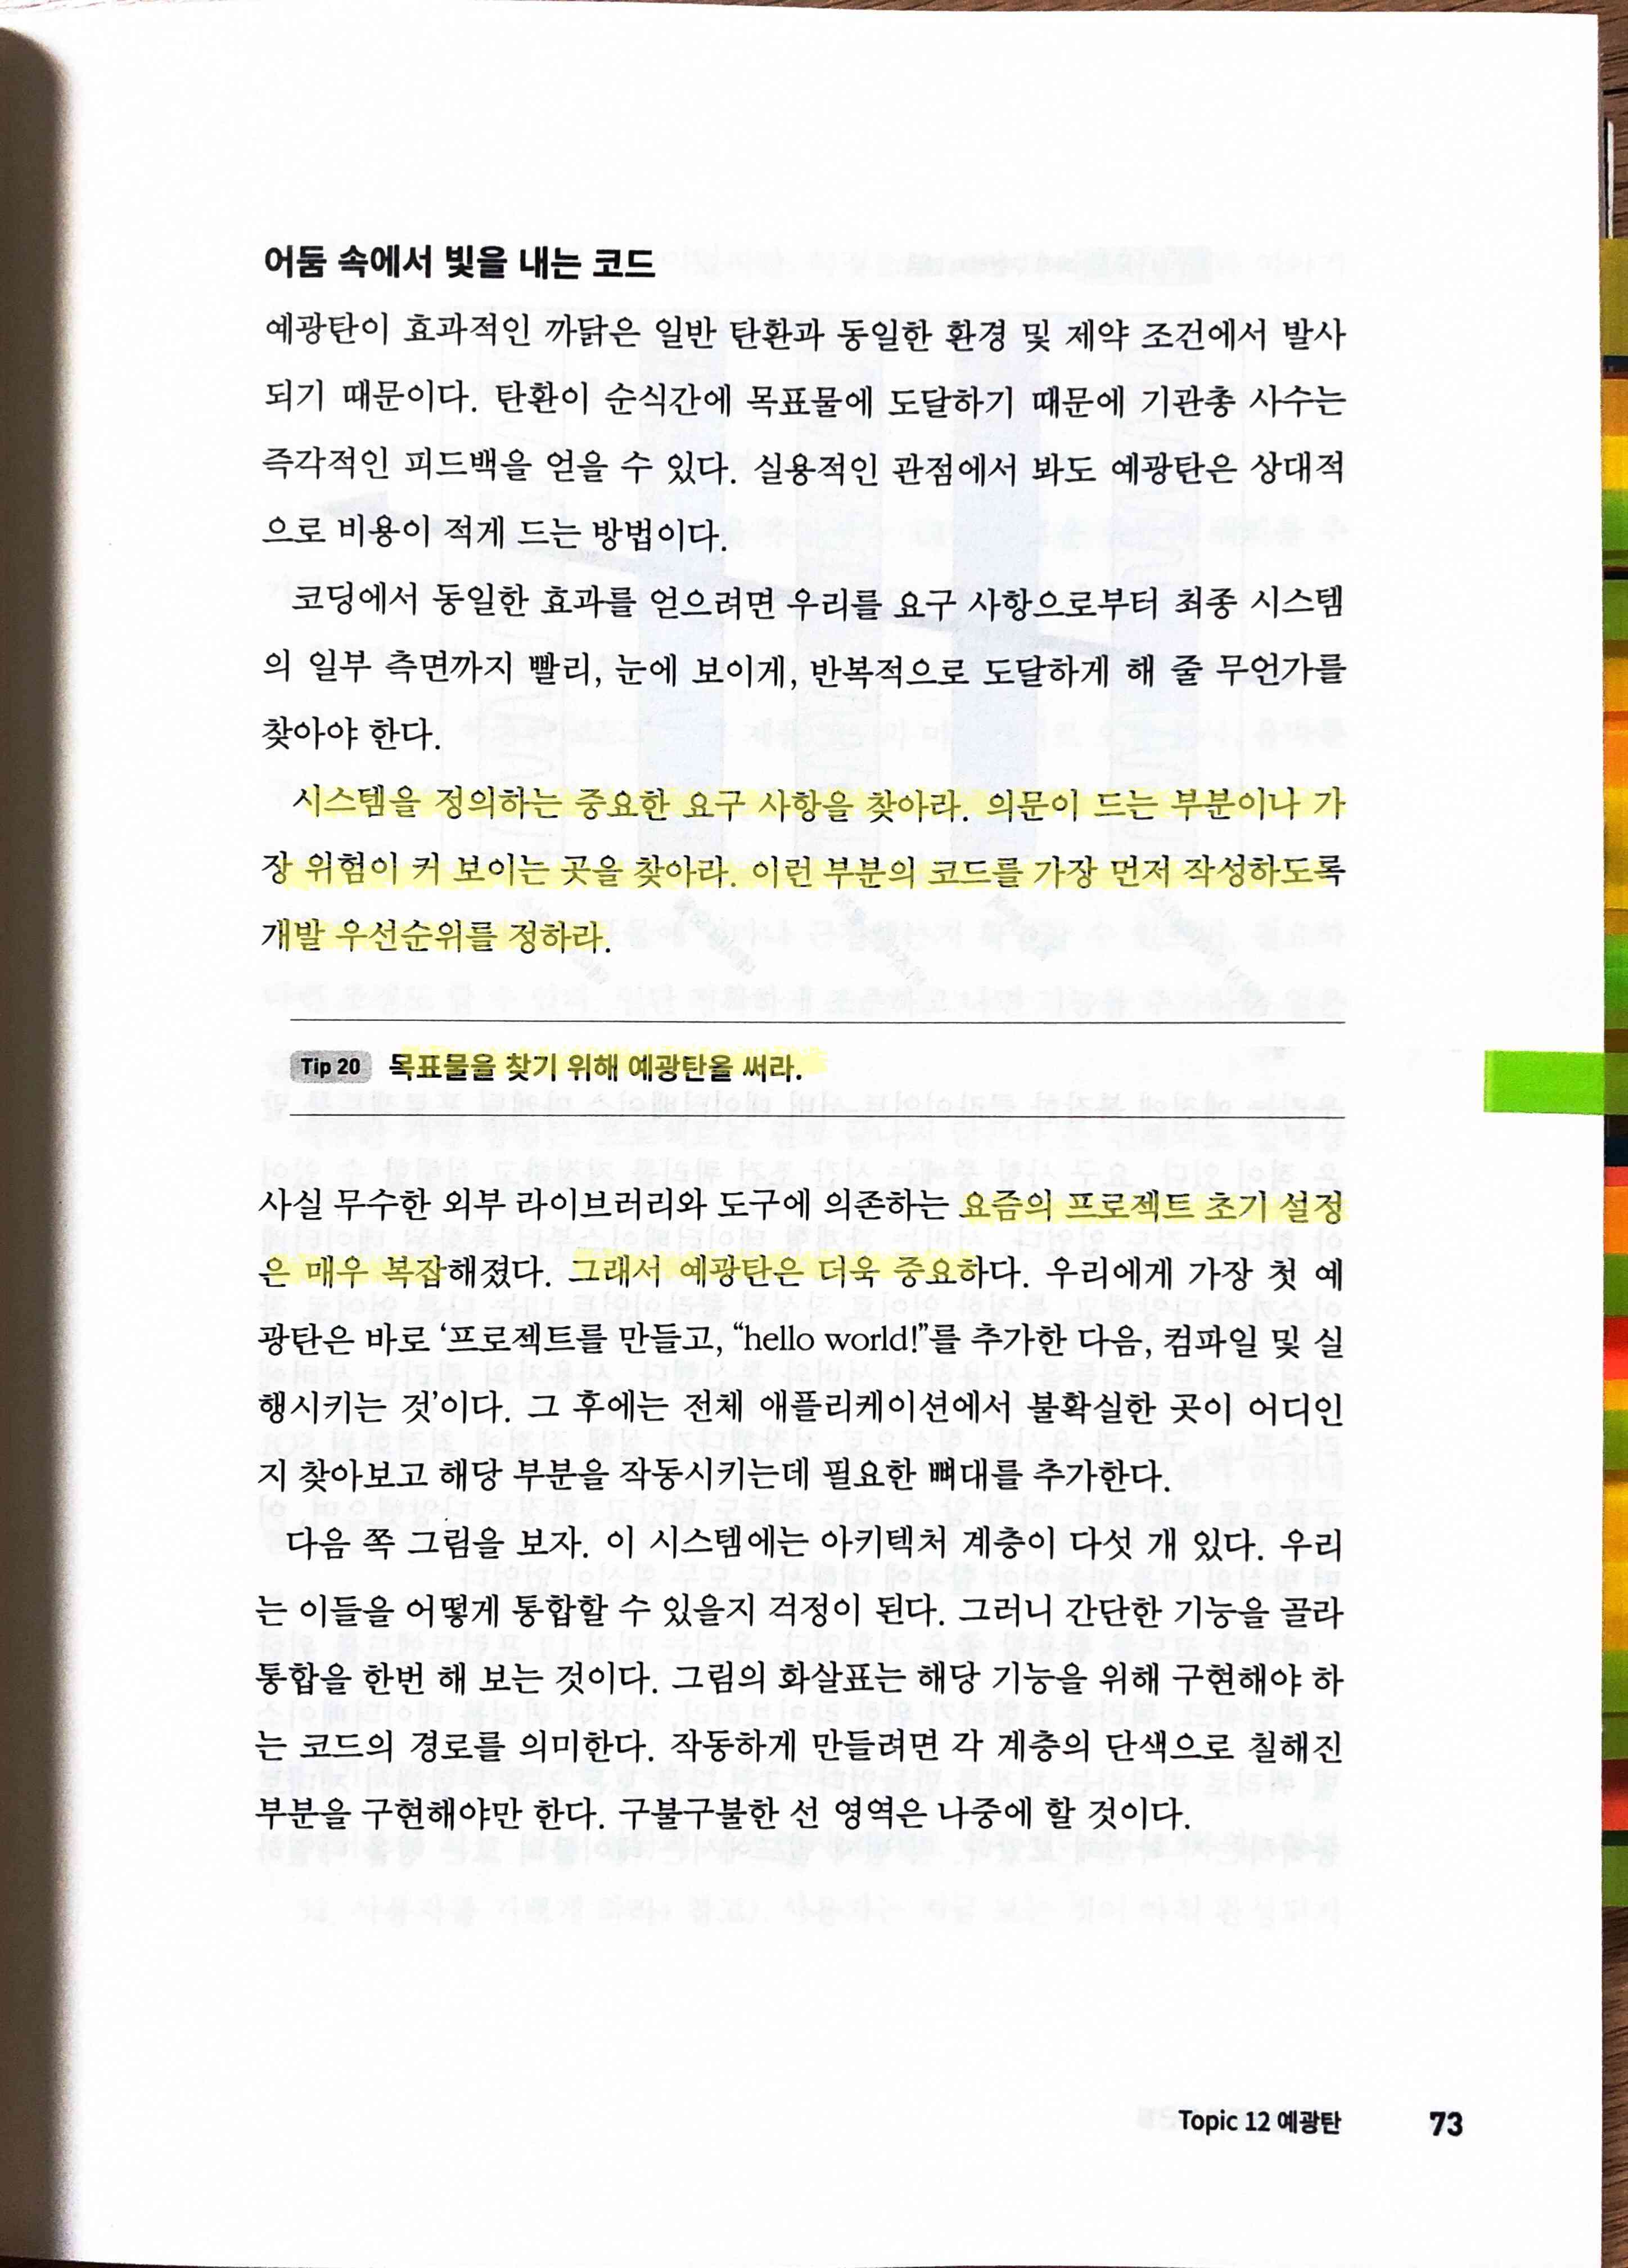 어둠 속에서 빛을 내는 코드
예광탄이 효과적인 까닭은 일반 탄환과 동일한 환경 및 제약 조건에서 발사
되기 때문이다. 탄환이 순식간에 목표물에 도달하기 때문에 기관총 사수는
즉각적인 피드백을 얻을 수 있다. 실용적인 관점에서 봐도 예광탄은 상대적
으로 비용이 적게 드는 방법이다.
코딩에서 동일한 효과를 얻으려면 우리를 요구 사항으로부터 최종 시스템
의 일부 측면까지 빨리, 눈에 보이게, 반복적으로 도달하게 해 줄 무언가를
찾아야 한다.
시스템을 정의하는 중요한 요구 사항을 찾아라. 의문이 드는 부분이나 가
장 위험이 커 보이는 곳을 찾아라. 이런 부분의 코드를 가장 먼저 작성하도록
개발 우선순위를 정하라.
Tip 20 목표물을 찾기 위해 예광탄을 써라.
사실 무수한 외부 라이브러리와 도구에 의존하는 요즘의 프로젝트 초기 설정
은 매우 복잡해졌다. 그래서 예광탄은 더욱 중요하다. 우리에게 가장 첫 예
광탄은 바로 ‘프로젝트를 만들고, “hello world!”를 추가한 다음, 컴파일 및 실
행시키는 것’이다. 그 후에는 전체 애플리케이션에서 불확실한 곳이 어디인
지 찾아보고 해당 부분을 작동시키는데 필요한 뼈대를 추가한다.
다음 쪽 그림을 보자. 이 시스템에는 아키텍처 계층이 다섯 개 있다. 우리
는 이들을 어떻게 통합할 수 있을지 걱정이 된다. 그러니 간단한 기능을 골라
통합을 한번 해 보는 것이다. 그림의 화살표는 해당 기능을 위해 구현해야 하
는 코드의 경로를 의미한다. 작동하게 만들려면 각 계층의 단색으로 칠해진
부분을 구현해야만 한다. 구불구불한 선 영역은 나중에 할 것이다.
Topic 12 예광탄 73